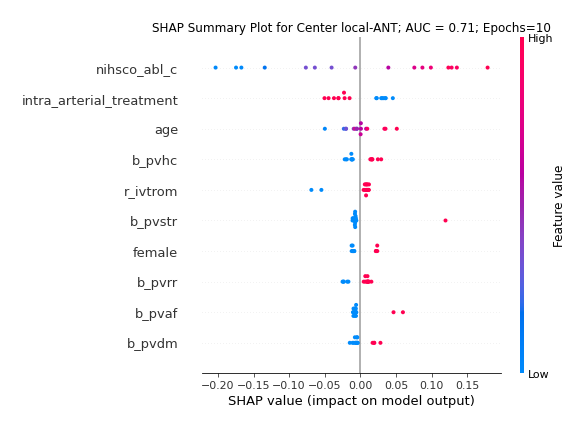 SHAP Summary Plot for Center local-ANT; AUC = 0.71; Epochs=10
High
nihsco_abl_c
intra_arterial_treatment
age
b_pvhc
r_ivtrom
b_pvstr
female
b_pvrr
b_pvaf
b_pvdm
Feature value
Low
−0.20 −0.15 −0.10 −0.05 0.00 0.05 0.10 0.15
SHAP value (impact on model output)